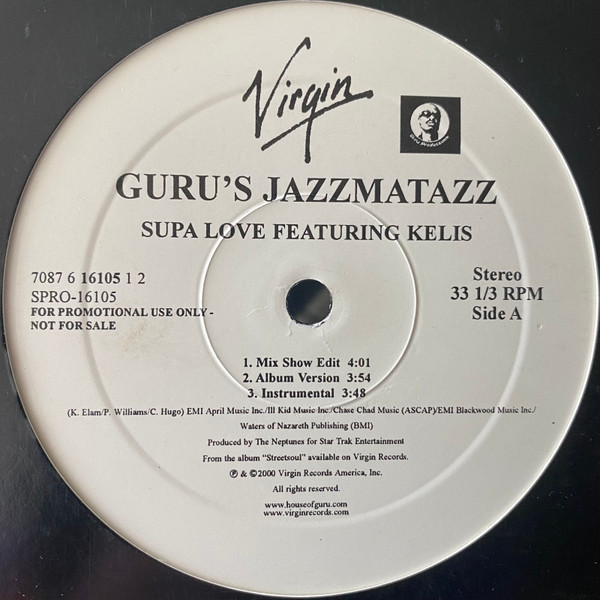 Virgin
GURU'S JAZZMATAZZ
SUPA LOVE FEATURING KELIS
7087 6 16105 1 2
SPRO-16105
FOR PROMOTIONAL USE ONLY -
NOT FOR SALE
Stereo
33 1/3 RPM
Side A
1. Mix Show Edit 4:01
2. Album Version 3:54
3. Instrumental 3:48
(K. Elam/P. Williams/C. Hugo) EMI April Music Inc./Ill Kid Music Inc/Chase Chad Music (ASCAP)/EMI Blackwood Music Inc./
Waters of Nazareth Publishing (BMI)
Produced by The Neptunes for Star Trak Entertainment
From the album "Streetsoul" available on Virgin Records.
℗ & ©2000 Virgin Records America, Inc.
All rights reserved.
www.houseofguru.com
www.virginrecords.com